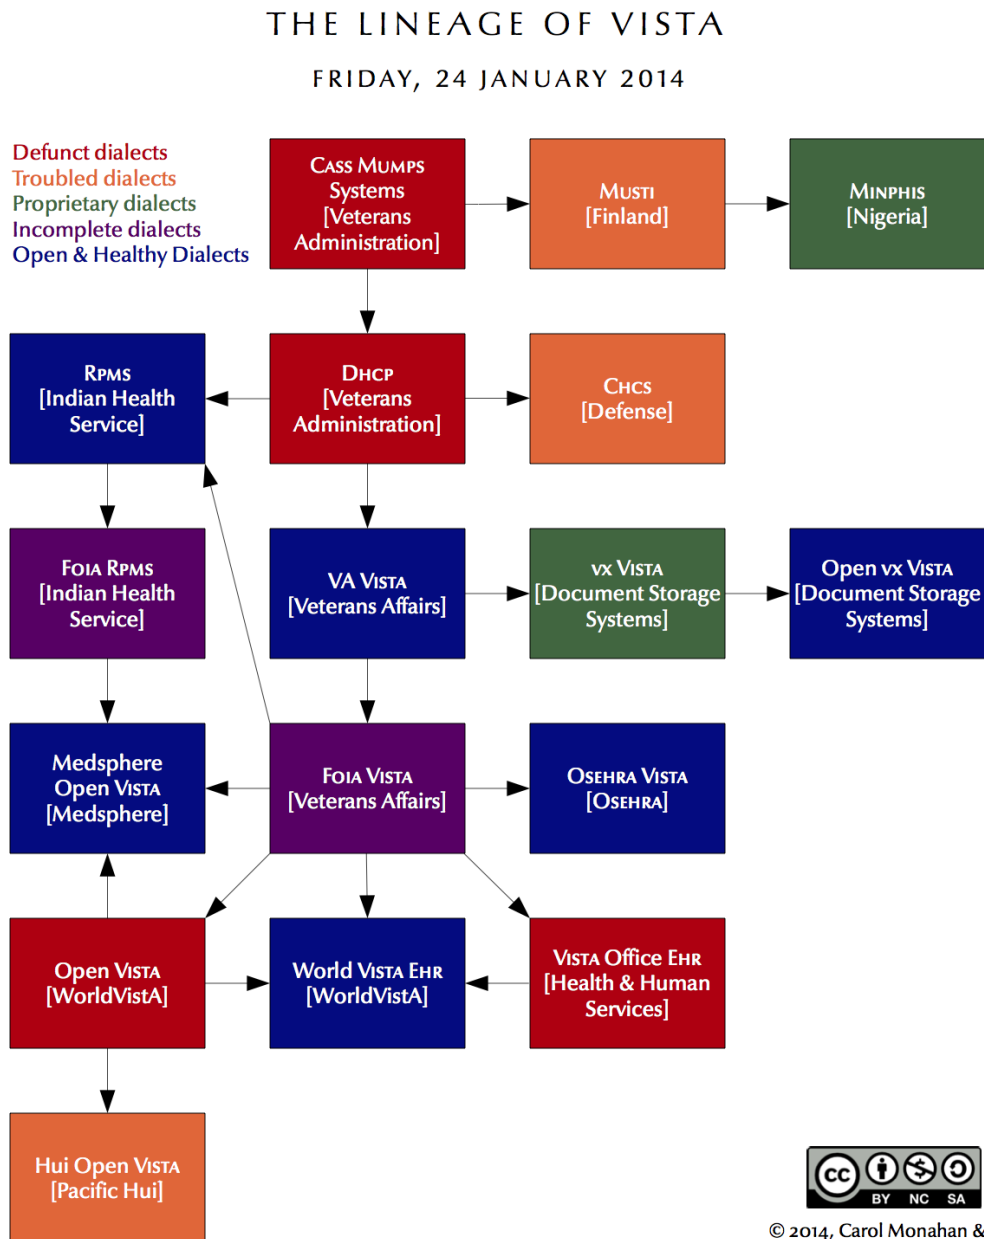 THE LINEAGE OF VISTA
FRIDAY, 24 JANUARY 2014
Defunct dialects
Troubled dialects
Proprietary dialects
Incomplete dialects
Open & Healthy Dialects
CASS MUMPS
Systems
[Veterans
Administration]
MUSTI
[Finland]
MINPHIS
[Nigeria]
RPMS
[Indian Health
Service]
DHCP
[Veterans
Administration]
CHCS
[Defense]
FOIA RPMS
[Indian Health
Service]
VA VISTA
[Veterans Affairs]
vx VISTA
[Document Storage
Systems]
Open vx VISTA
[Document Storage
Systems]
Medsphere
Open VISTA
[Medsphere]
FOIA VISTA
[Veterans Affairs]
OSEHRA VISTA
[OSEHRA]
Open VISTA
[WorldVistA]
World VISTA EHR
[WorldVistA]
VISTA Office EHR
[Health & Human
Services]
Hui Open VISTA
[Pacific Hui]
cc
BY NC SA
© 2014, Carol Monahan &